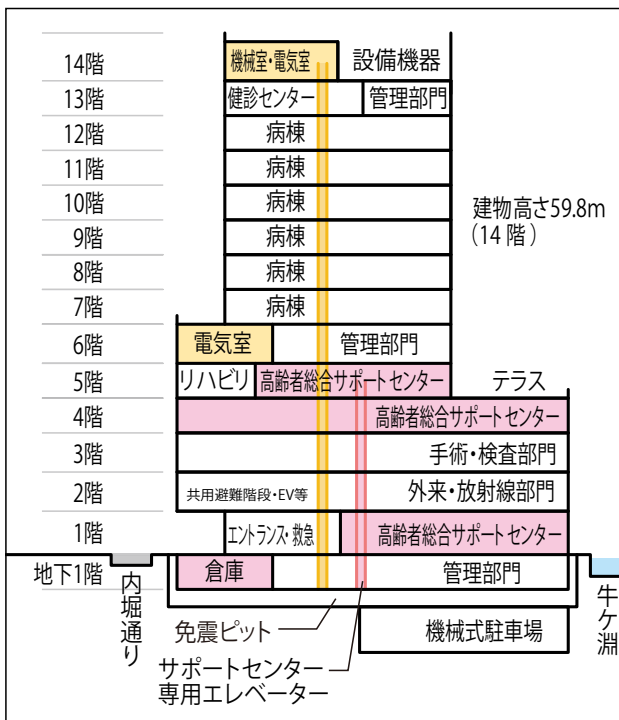 14階
機械室・電気室
設備機器
13階
健診センター
管理部門
12階
病棟
11階
病棟
10階
病棟
9階
病棟
8階
病棟
7階
病棟
建物高さ59.8m
(14階)
6階
電気室
管理部門
5階
リハビリ
高齢者総合サポートセンター
テラス
4階
高齢者総合サポートセンター
3階
手術・検査部門
2階
共用避難階段・EV等
外来・放射線部門
1階
エントランス・救急
高齢者総合サポートセンター
地下1階
倉庫
管理部門
内堀通り
牛ケ淵
免震ピット
機械式駐車場
サポートセンター
専用エレベーター